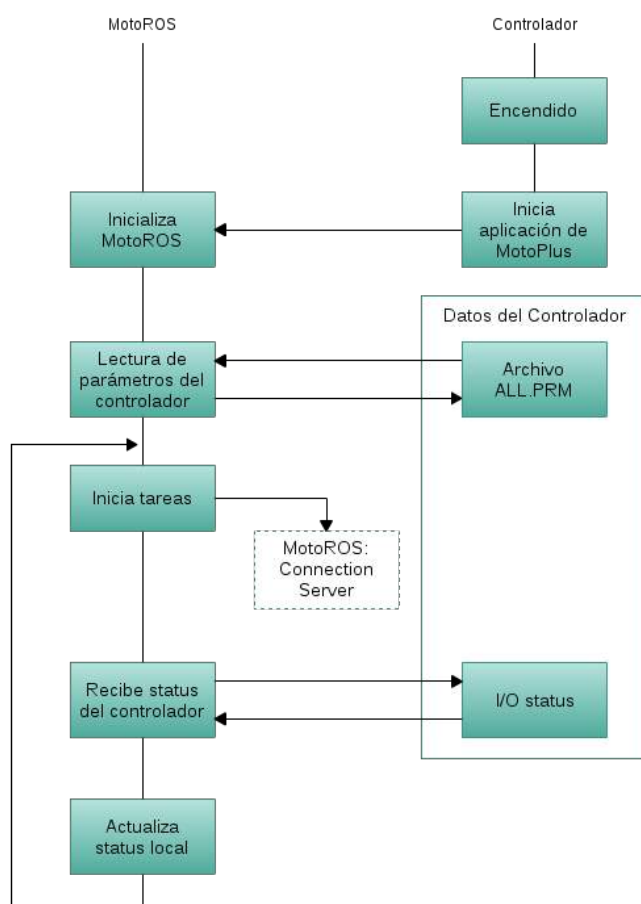 MotoROS
Controlador
Encendido
Inicializa
MotoROS
Inicia
aplicación de
MotoPlus
Datos del Controlador
Lectura de
parámetros del
controlador
Archivo
ALL.PRM
Inicia tareas
MotoROS:
Connection
Server
Recibe status
del controlador
I/O status
Actualiza
status local